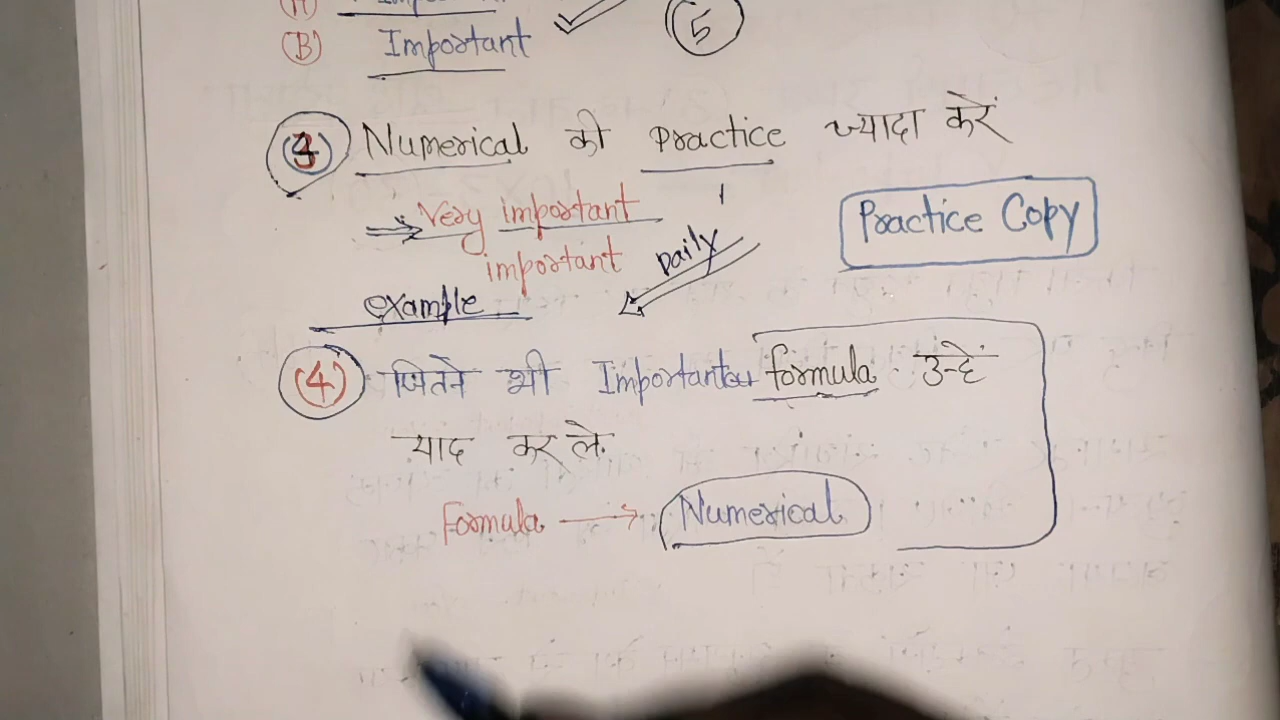 (B) Important
5
(3) Numerical की Practice ज्यादा करें
Very important
important
Daily
Practice Copy
example
(4) जितने भी Important formula उन्हें
याद कर ले.
Formula → Numerical